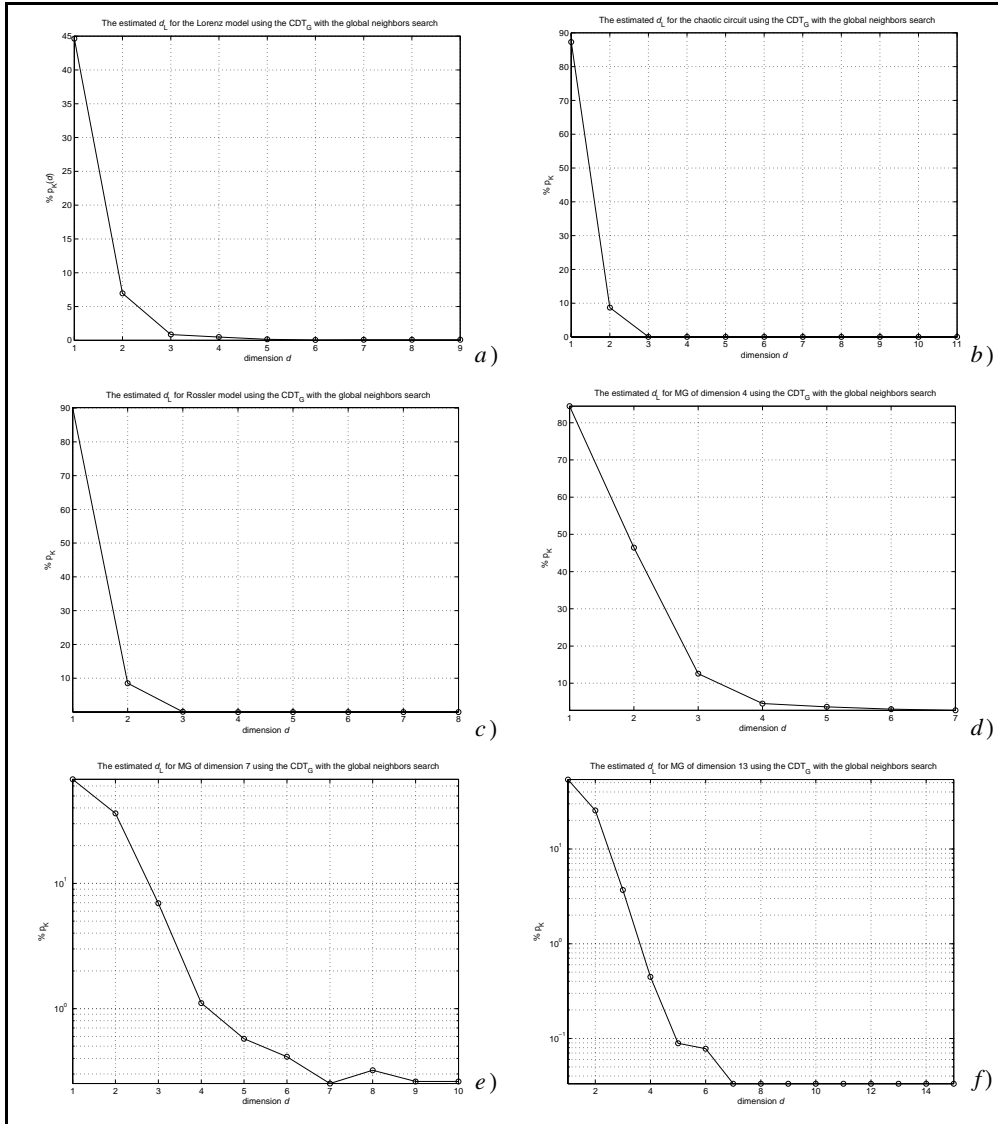 The estimated d_L for the Lorenz model using the CDT_G with the global neighbors search
45
40
35
30
25
20
15
10
5
0
% p_K(d)
1 2 3 4 5 6 7 8 9
dimension d
a)
The estimated d_L for the chaotic circuit using the CDT_G with the global neighbors search
90
80
70
60
50
40
30
20
10
0
% p_K
1 2 3 4 5 6 7 8 9 10 11
dimension d
b)
The estimated d_L for Rossler model using the CDT_G with the global neighbors search
90
80
70
60
50
40
30
20
10
% p_K
1 2 3 4 5 6 7 8
dimension d
c)
The estimated d_L for MG of dimension 4 using the CDT_G with the global neighbors search
80
70
60
50
40
30
20
10
% p_K
1 2 3 4 5 6 7
dimension d
d)
The estimated d_L for MG of dimension 7 using the CDT_G with the global neighbors search
10^1
10^0
% p_K
1 2 3 4 5 6 7 8 9 10
dimension d
e)
The estimated d_L for MG of dimension 13 using the CDT_G with the global neighbors search
10^1
10^0
10^-1
% p_K
2 4 6 8 10 12 14
dimension d
f)